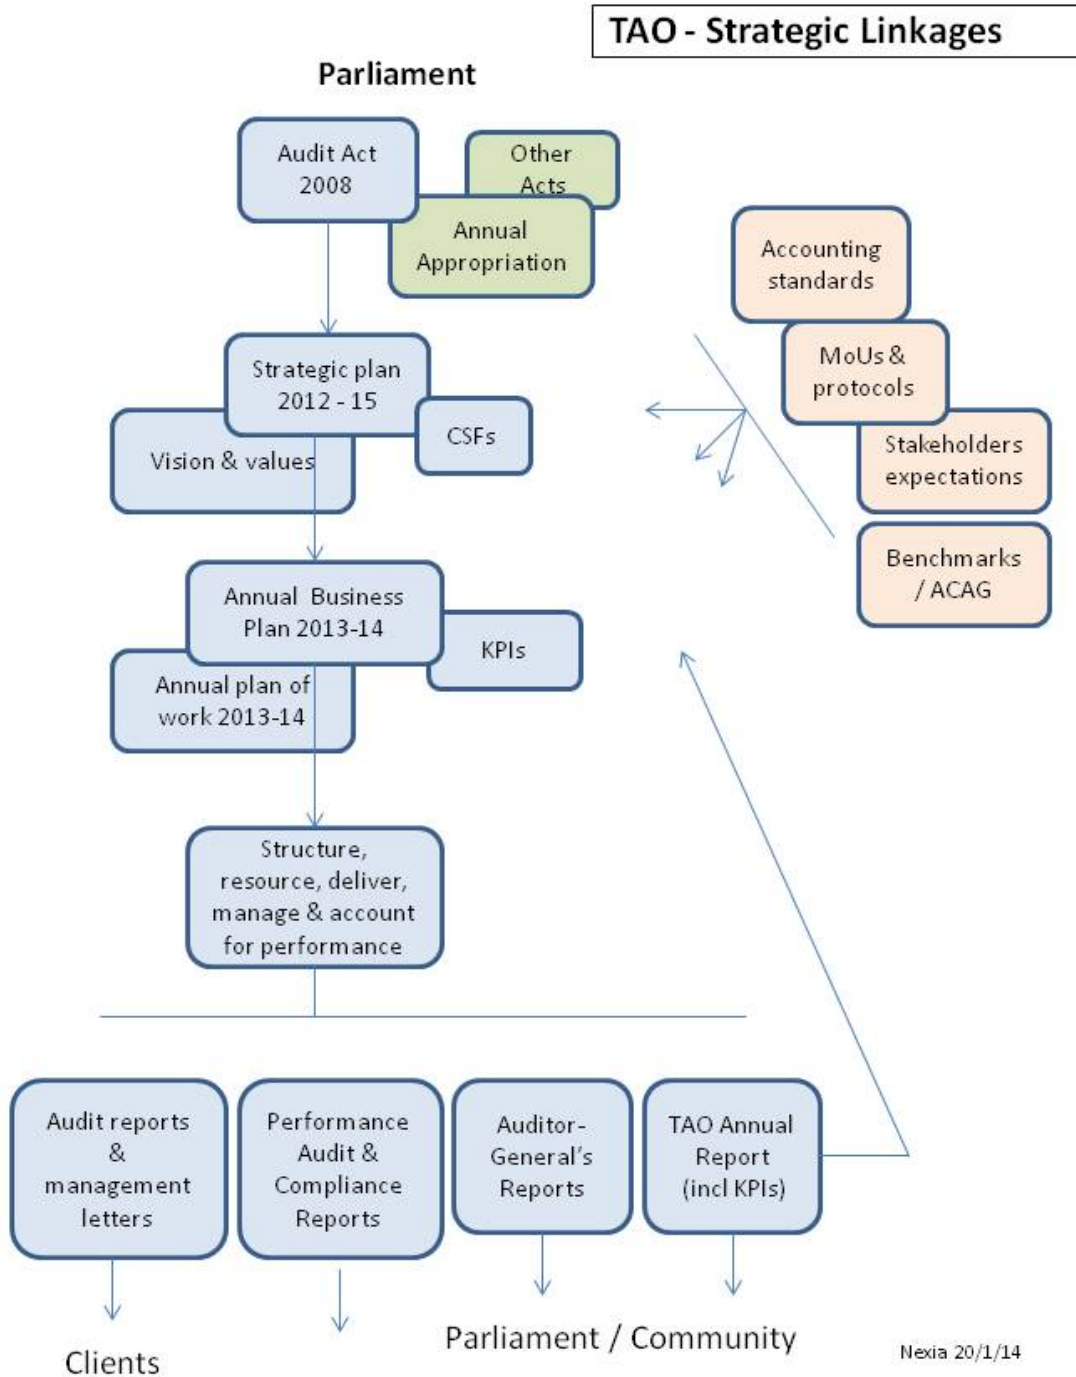 TAO - Strategic Linkages
Parliament
Audit Act
2008
Other
Acts
Annual
Appropriation
Accounting
standards
MoUs &
protocols
Stakeholders
expectations
Benchmarks
/ ACAG
Strategic plan
2012 - 15
CSFs
Vision & values
Annual Business
Plan 2013-14
KPIs
Annual plan of
work 2013-14
Structure,
resource, deliver,
manage & account
for performance
Audit reports
&
management
letters
Performance
Audit &
Compliance
Reports
Auditor-
General's
Reports
TAO Annual
Report
(incl KPIs)
Clients
Parliament / Community
Nexia 20/1/14